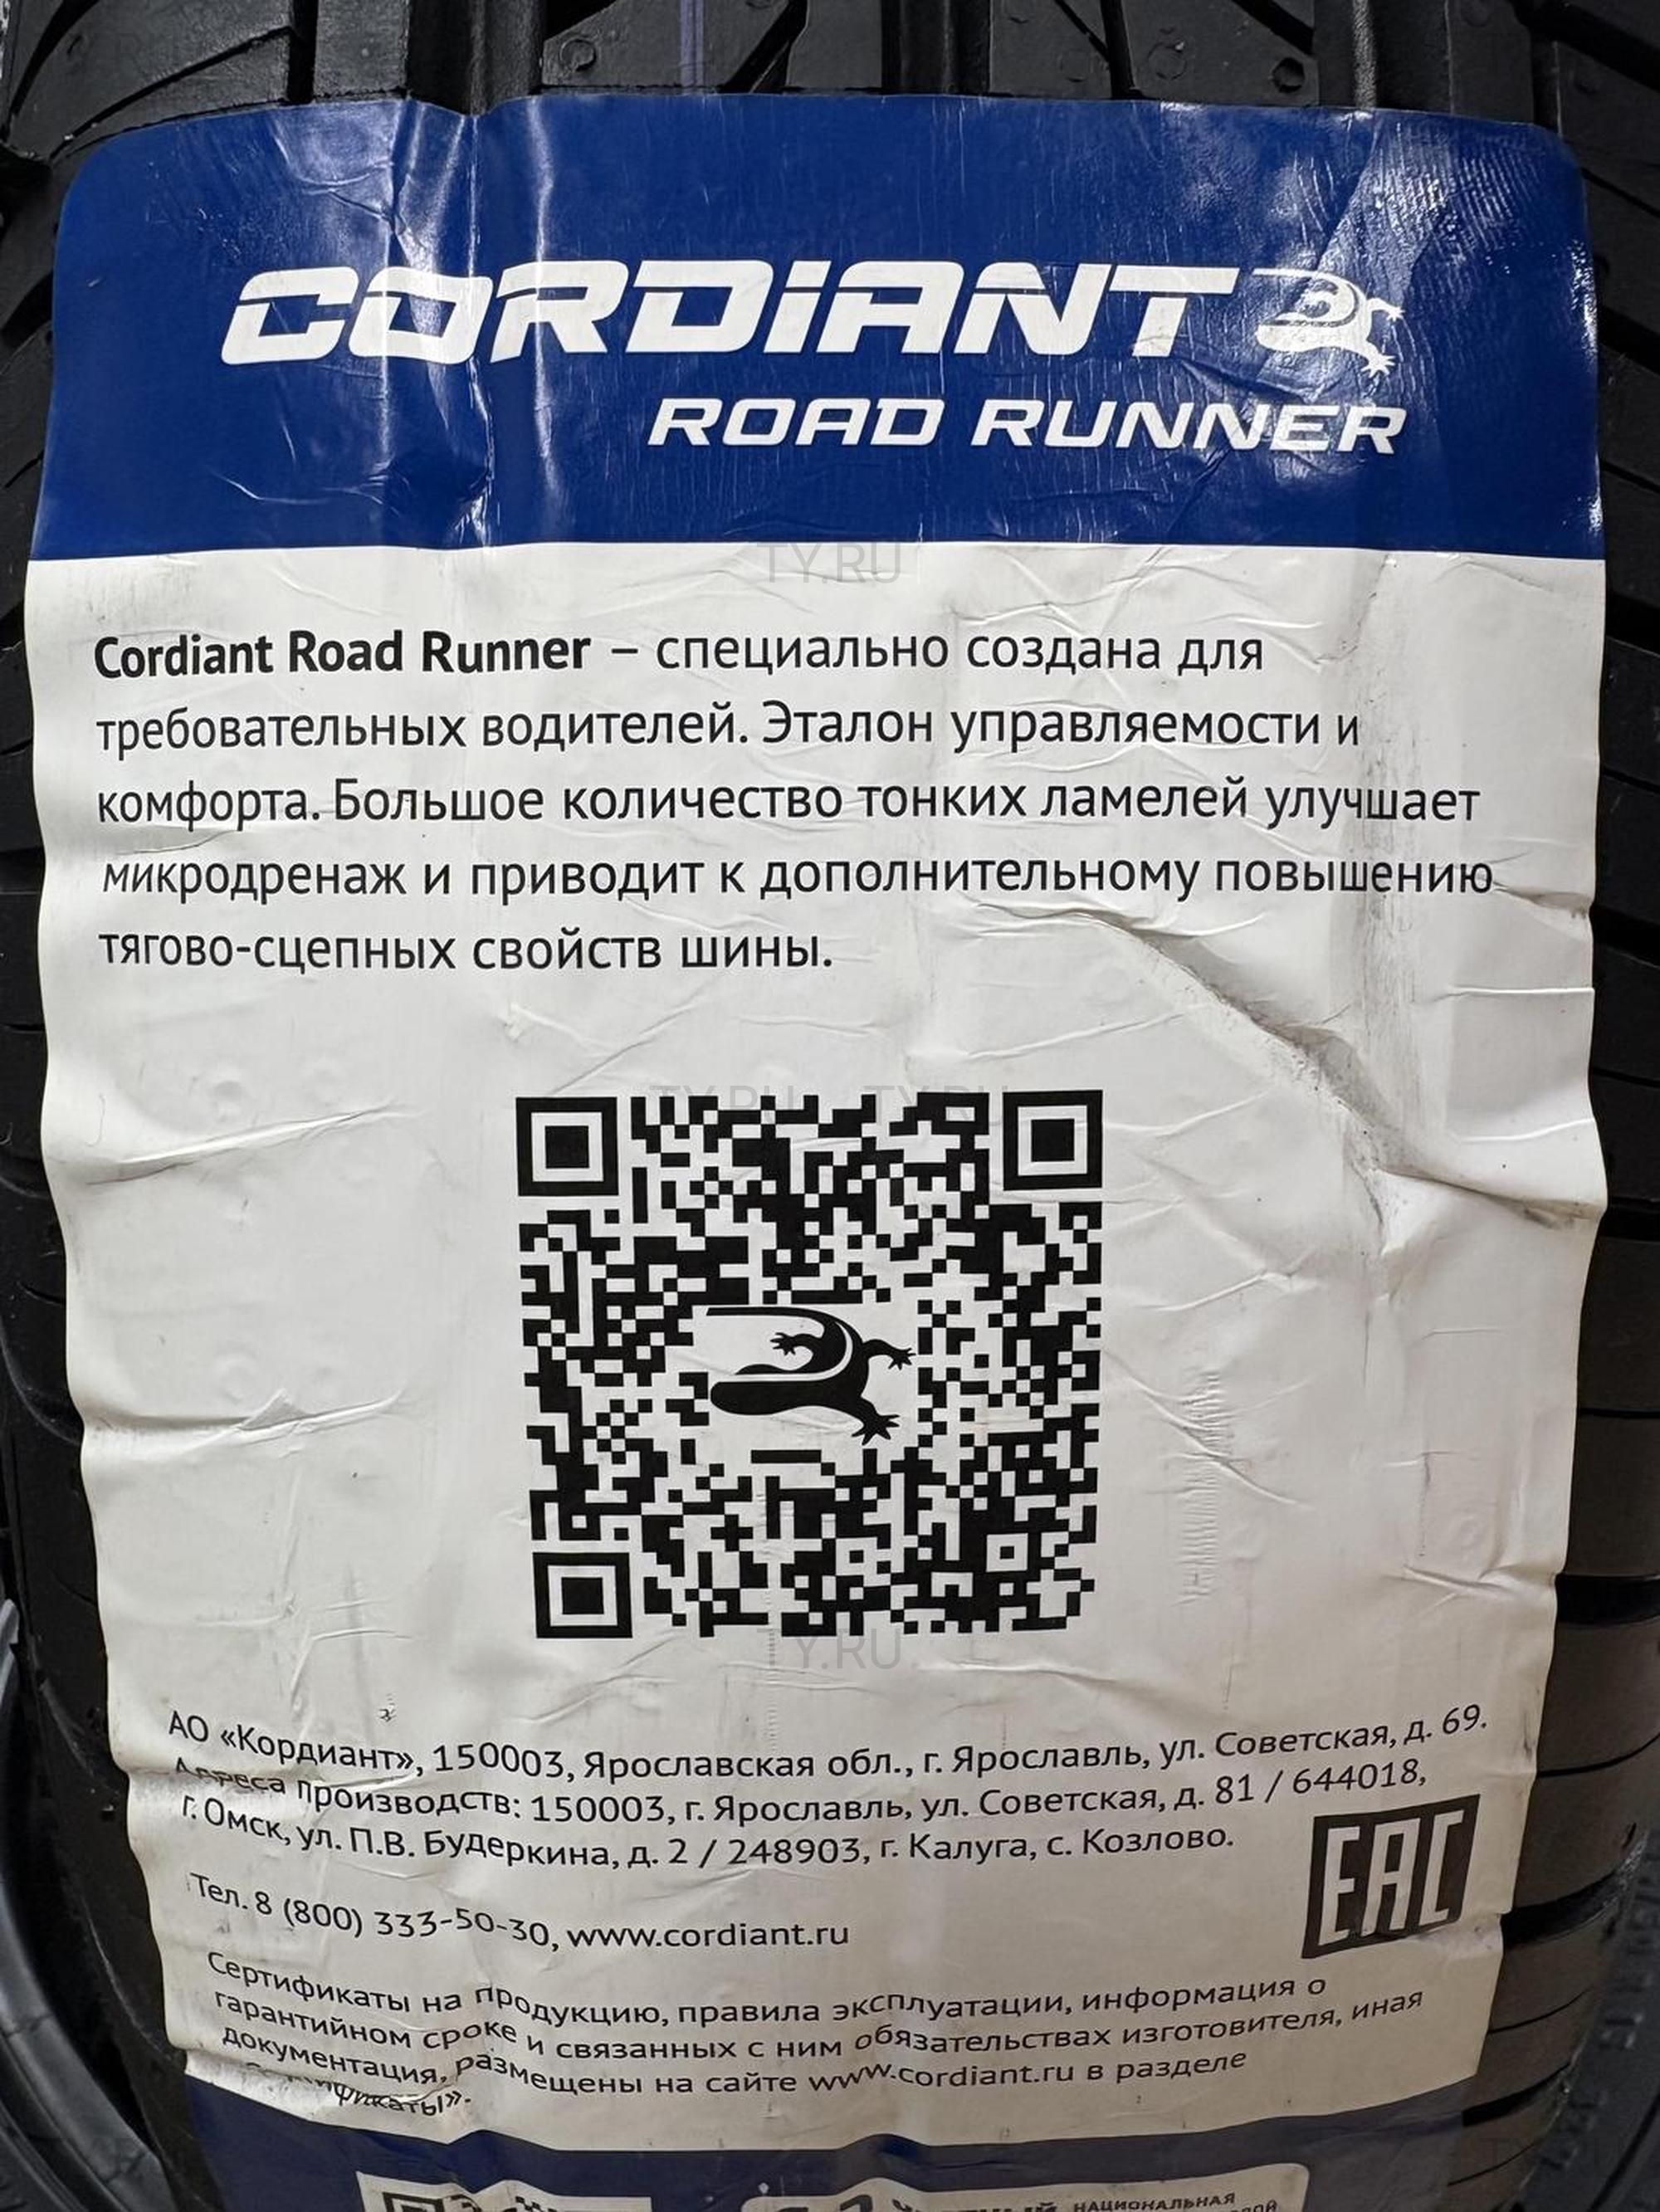 CORDIANT
ROAD RUNNER
TY.RU
Cordiant Road Runner – специально создана для
требовательных водителей. Эталон управляемости и
комфорта. Большое количество тонких ламелей улучшает
микродренаж и приводит к дополнительному повышению
тягово-сцепных свойств шины.
TY.RU TY.RU
TY.RU
АО «Кордиант», 150003, Ярославская обл., г. Ярославль, ул. Советская, д. 69.
Адреса производств: 150003, г. Ярославль, ул. Советская, д. 81 / 644018,
г. Омск, ул. П.В. Будеркина, д. 2 / 248903, г. Калуга, с. Козлово.
EAC
Тел. 8 (800) 333-50-30, www.cordiant.ru
Сертификаты на продукцию, правила эксплуатации, информация о
гарантийном сроке и связанных с ним обязательствах изготовителя, иная
документация, размещены на сайте www.cordiant.ru в разделе
«Сертификаты».
НАЦИОНАЛЬНАЯ